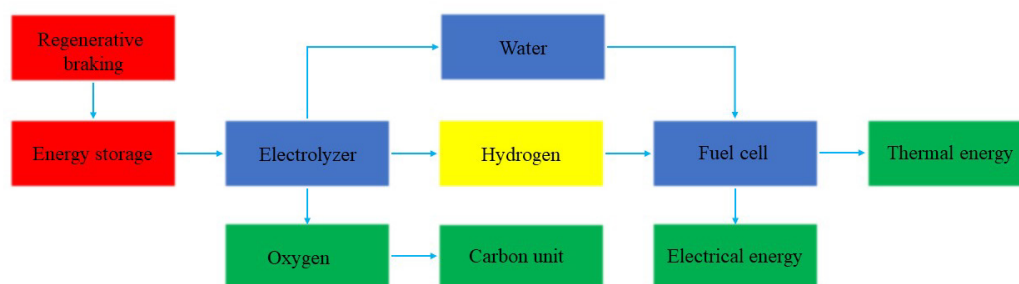 Regenerative
braking
Water
Energy storage
Electrolyzer
Hydrogen
Fuel cell
Thermal energy
Oxygen
Carbon unit
Electrical energy